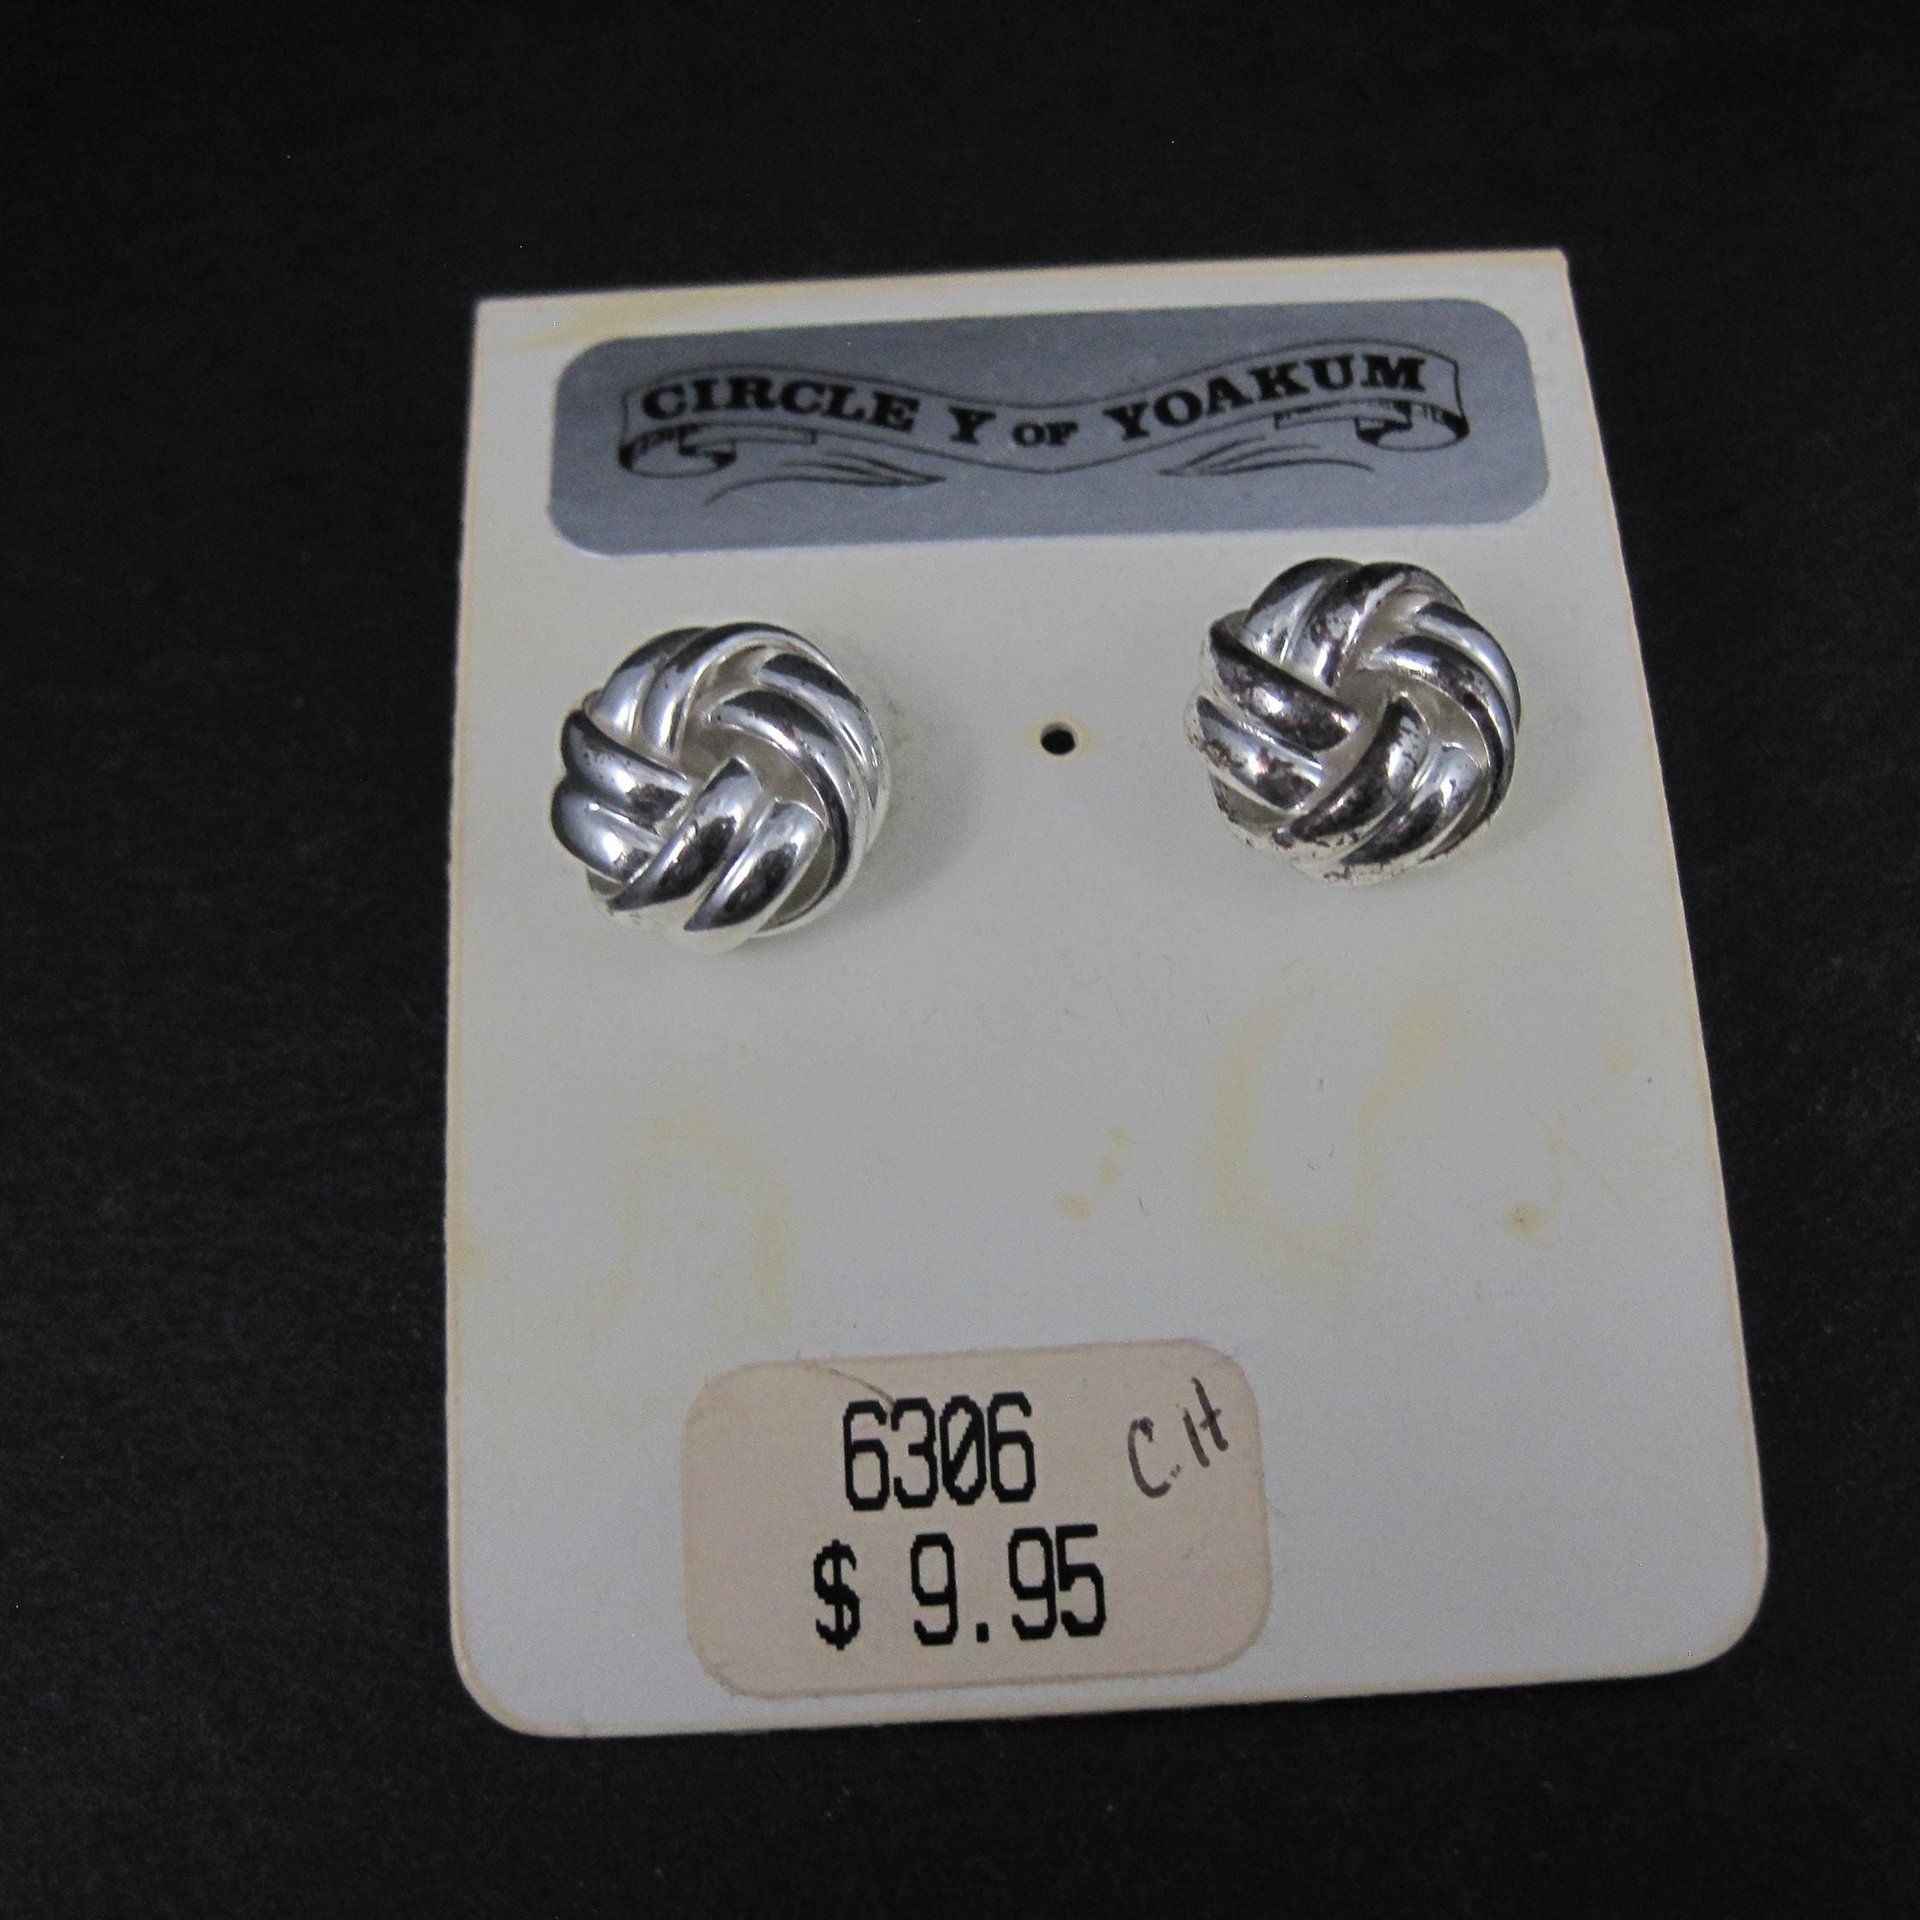 CIRCLE Y OF YOAKUM
6306 C.H
$ 9.95